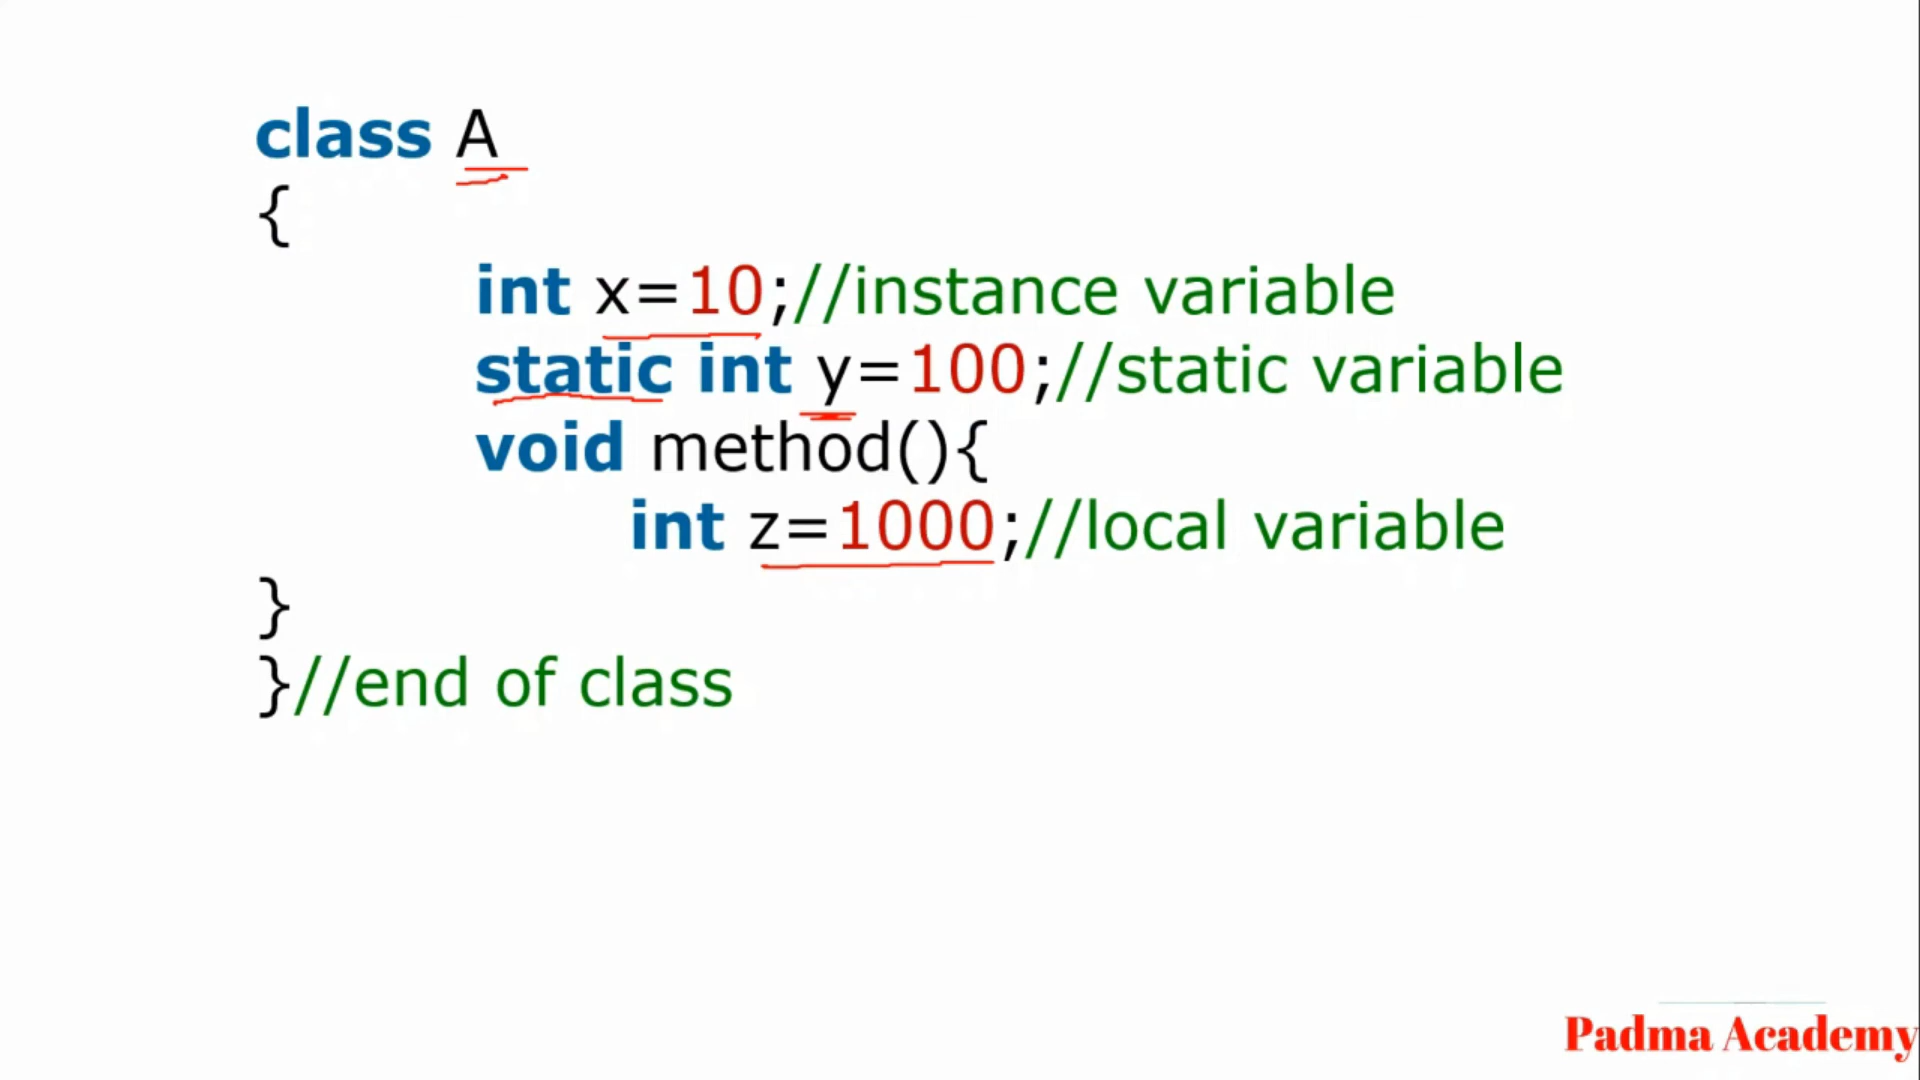 class A
{
int x=10;//instance variable
static int y=100;//static variable
void method(){
int z=1000;//local variable
}
}//end of class
Padma Academy